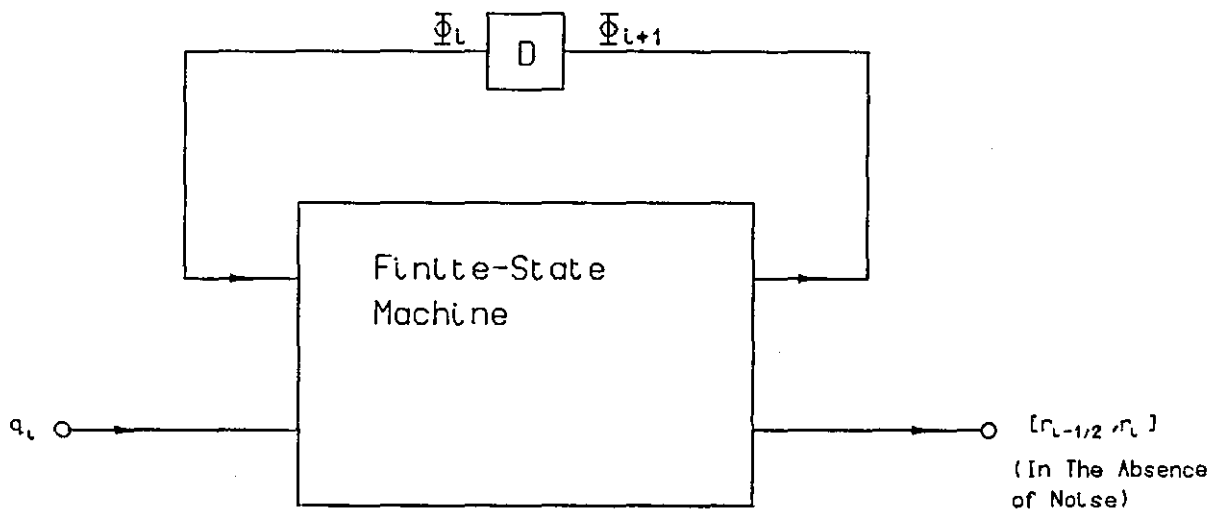 Φi D Φi+1
Finite-State
Machine
qi [ri-1/2, ri]
(In The Absence
of Noise)